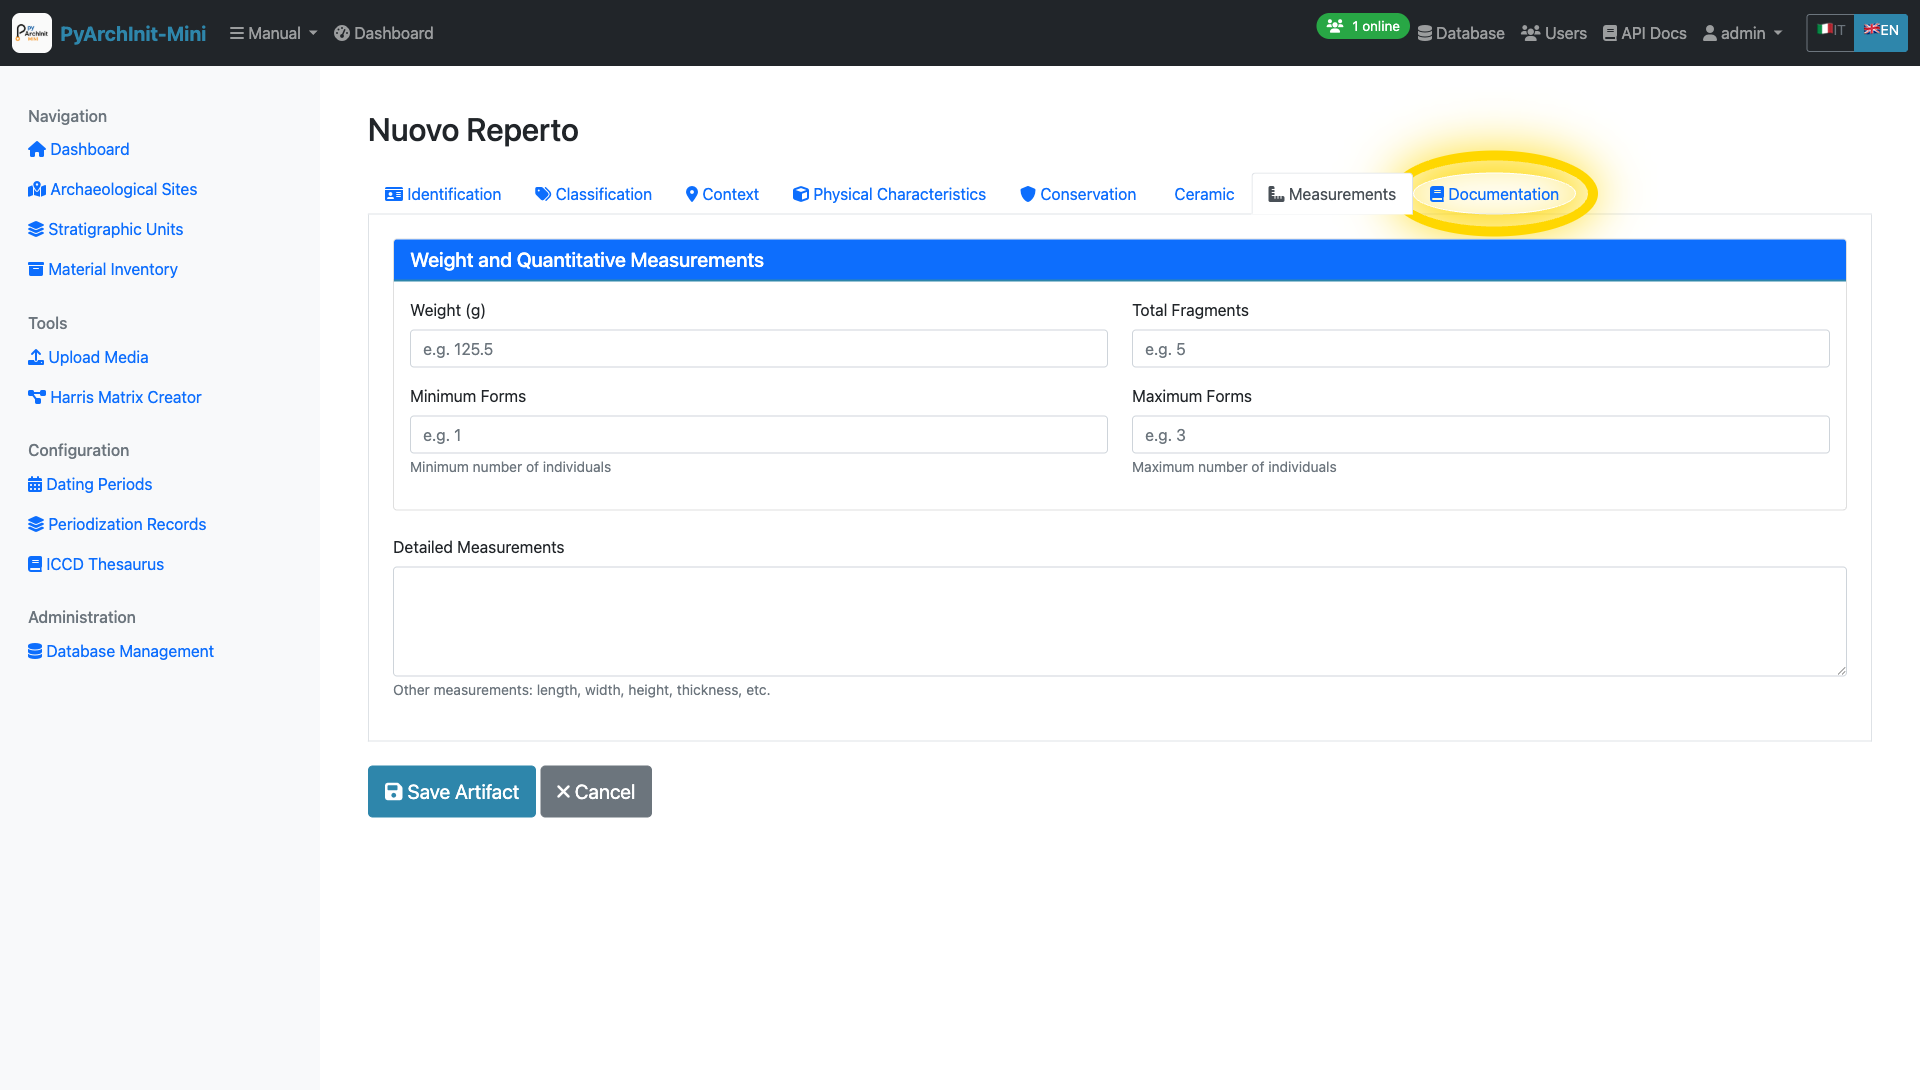 PyArchInit-Mini
Manual
Dashboard
1 online
Database
Users
API Docs
admin
IT
EN
Navigation
Dashboard
Archaeological Sites
Stratigraphic Units
Material Inventory
Tools
Upload Media
Harris Matrix Creator
Configuration
Dating Periods
Periodization Records
ICCD Thesaurus
Administration
Database Management
Nuovo Reperto
Identification
Classification
Context
Physical Characteristics
Conservation
Ceramic
Measurements
Documentation
Weight and Quantitative Measurements
Weight (g)
Total Fragments
e.g. 125.5
e.g. 5
Minimum Forms
Maximum Forms
e.g. 1
e.g. 3
Minimum number of individuals
Maximum number of individuals
Detailed Measurements
Other measurements: length, width, height, thickness, etc.
Save Artifact
Cancel